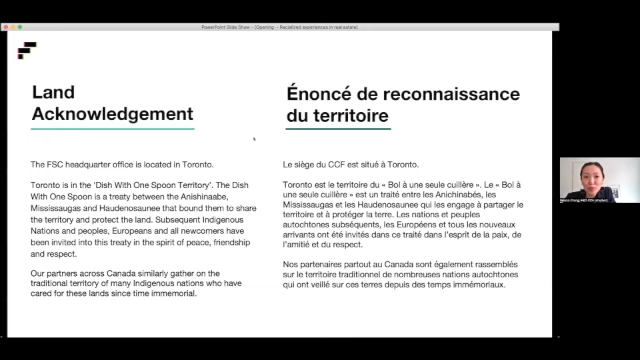 PowerPoint Slide Show - [Opening - Racialized experiences in real estate]
Land
Acknowledgement
The FSC headquarter office is located in Toronto.
Toronto is in the 'Dish With One Spoon Territory'. The Dish
With One Spoon is a treaty between the Anishinaabe,
Mississaugas and Haudenosaunee that bound them to share
the territory and protect the land. Subsequent Indigenous
Nations and peoples, Europeans and all newcomers have
been invited into this treaty in the spirit of peace, friendship
and respect.
Our partners across Canada similarly gather on the
traditional territory of many Indigenous nations who have
cared for these lands since time immemorial.
Énoncé de reconnaissance
du territoire
Le siège du CCF est situé à Toronto.
Toronto est le territoire du « Bol à une seule cuillère ». Le « Bol à
une seule cuillère » est un traité entre les Anichinabés, les
Mississaugas et les Haudenosaunee qui les engage à partager le
territoire et à protéger la terre. Les nations et peuples
autochtones subséquents, les Européens et tous les nouveaux
arrivants ont été invités dans ce traité dans l'esprit de la paix, de
l'amitié et du respect.
Nos partenaires partout au Canada sont également rassemblés
sur le territoire traditionnel de nombreuses nations autochtones
qui ont veillé sur ces terres depuis des temps immémoriaux.